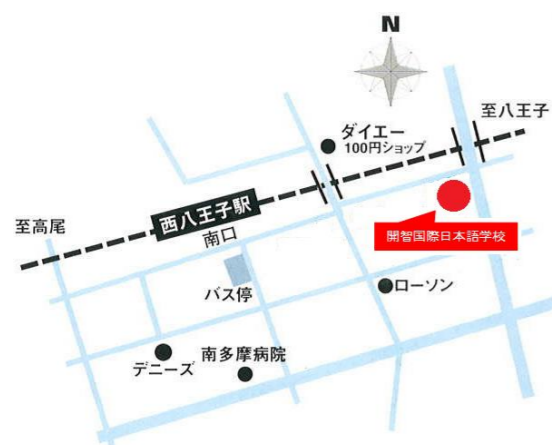 N
至八王子
ダイエー
100円ショップ
西八王子駅
至高尾
南口
開智国際日本語学校
バス停
ローソン
南多摩病院
デニーズ